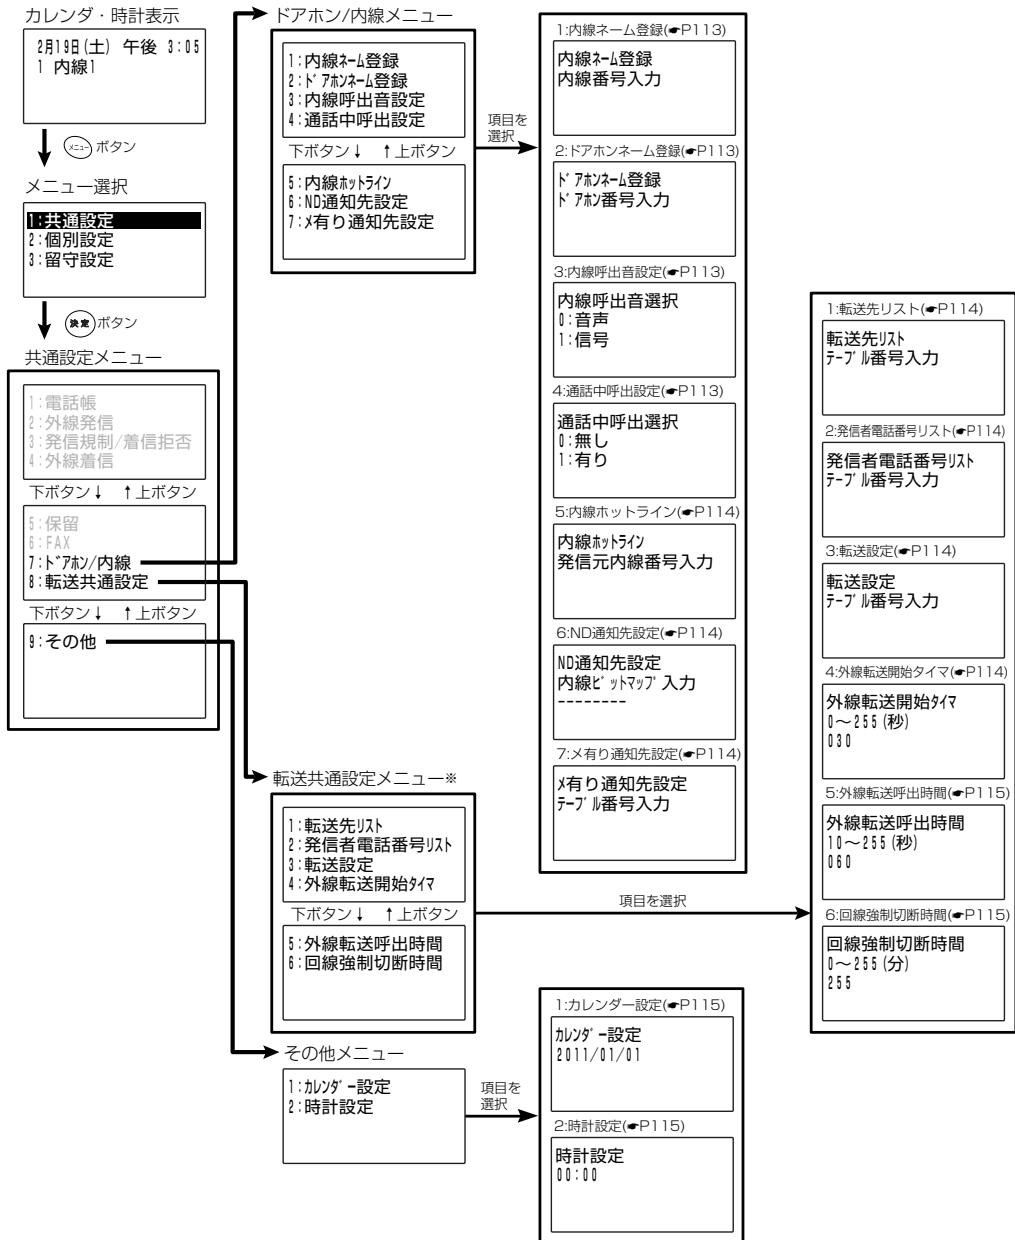 カレンダ・時計表示
2月19日(土) 午後 3:05
1 内線1
メニュー ボタン
メニュー選択
1:共通設定
2:個別設定
3:留守設定
決定 ボタン
共通設定メニュー
1:電話帳
2:外線発信
3:発信規制/着信拒否
4:外線着信
下ボタン↓ ↑上ボタン
5:保留
6:FAX
7:ﾄﾞｱﾎﾝ/内線
8:転送共通設定
下ボタン↓ ↑上ボタン
9:その他
ドアホン/内線メニュー
1:内線ﾈｰﾑ登録
2:ﾄﾞｱﾎﾝﾈｰﾑ登録
3:内線呼出音設定
4:通話中呼出設定
下ボタン↓ ↑上ボタン
5:内線ﾎｯﾄﾗｲﾝ
6:ND通知先設定
7:ﾒ有り通知先設定
項目を
選択
1:内線ネーム登録(☛P113)
内線ﾈｰﾑ登録
内線番号入力
2:ドアホンネーム登録(☛P113)
ﾄﾞｱﾎﾝﾈｰﾑ登録
ﾄﾞｱﾎﾝ番号入力
3:内線呼出音設定(☛P113)
内線呼出音選択
0:音声
1:信号
4:通話中呼出設定(☛P113)
通話中呼出選択
0:無し
1:有り
5:内線ホットライン(☛P114)
内線ﾎｯﾄﾗｲﾝ
発信元内線番号入力
6:ND通知先設定(☛P114)
ND通知先設定
内線ﾋﾞｯﾄﾏｯﾌﾟ入力
--------
7:メ有り通知先設定(☛P114)
ﾒ有り通知先設定
ﾃｰﾌﾞﾙ番号入力
転送共通設定メニュー※
1:転送先ﾘｽﾄ
2:発信者電話番号ﾘｽﾄ
3:転送設定
4:外線転送開始ﾀｲﾏ
下ボタン↓ ↑上ボタン
5:外線転送呼出時間
6:回線強制切断時間
項目を選択
1:転送先リスト(☛P114)
転送先ﾘｽﾄ
ﾃｰﾌﾞﾙ番号入力
2:発信者電話番号リスト(☛P114)
発信者電話番号ﾘｽﾄ
ﾃｰﾌﾞﾙ番号入力
3:転送設定(☛P114)
転送設定
ﾃｰﾌﾞﾙ番号入力
4:外線転送開始タイマ(☛P114)
外線転送開始ﾀｲﾏ
0～255(秒)
030
5:外線転送呼出時間(☛P115)
外線転送呼出時間
10～255(秒)
060
6:回線強制切断時間(☛P115)
回線強制切断時間
0～255(分)
255
その他メニュー
1:ｶﾚﾝﾀﾞｰ設定
2:時計設定
項目を
選択
1:カレンダー設定(☛P115)
ｶﾚﾝﾀﾞｰ設定
2011/01/01
2:時計設定(☛P115)
時計設定
00:00